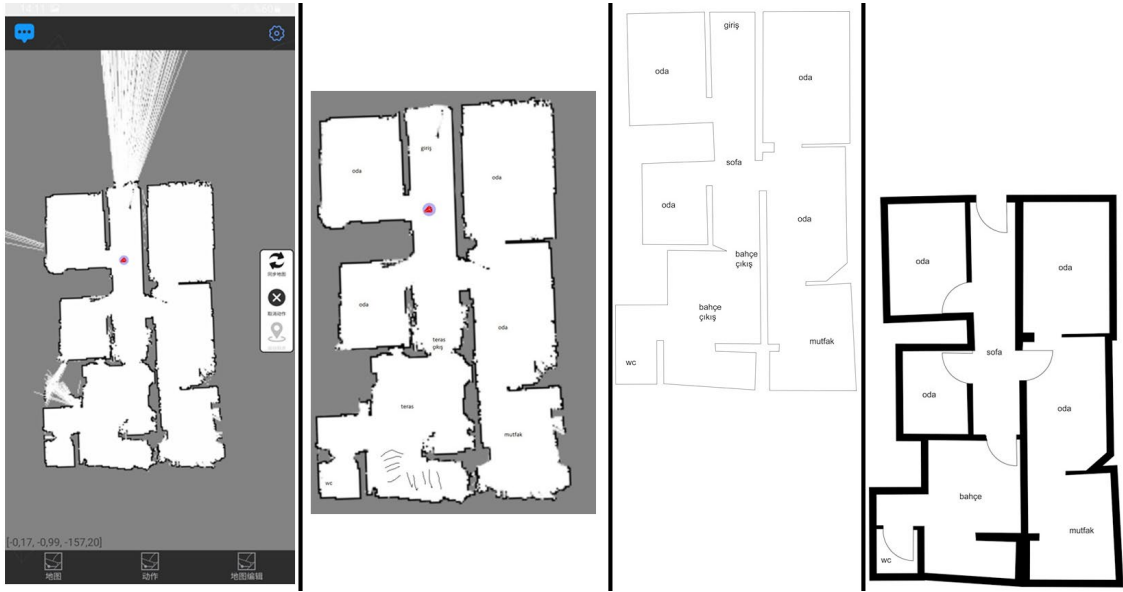 14:11
[-0,17, -0,99, -157,20]
同步地图
取消动作
地图
动作
地图编辑
giriş
oda
oda
oda
teras
çıkış
oda
teras
mutfak
wc
giriş
oda
oda
sofa
oda
oda
bahçe
çıkış
bahçe
çıkış
mutfak
wc
oda
oda
sofa
oda
oda
bahçe
mutfak
wc